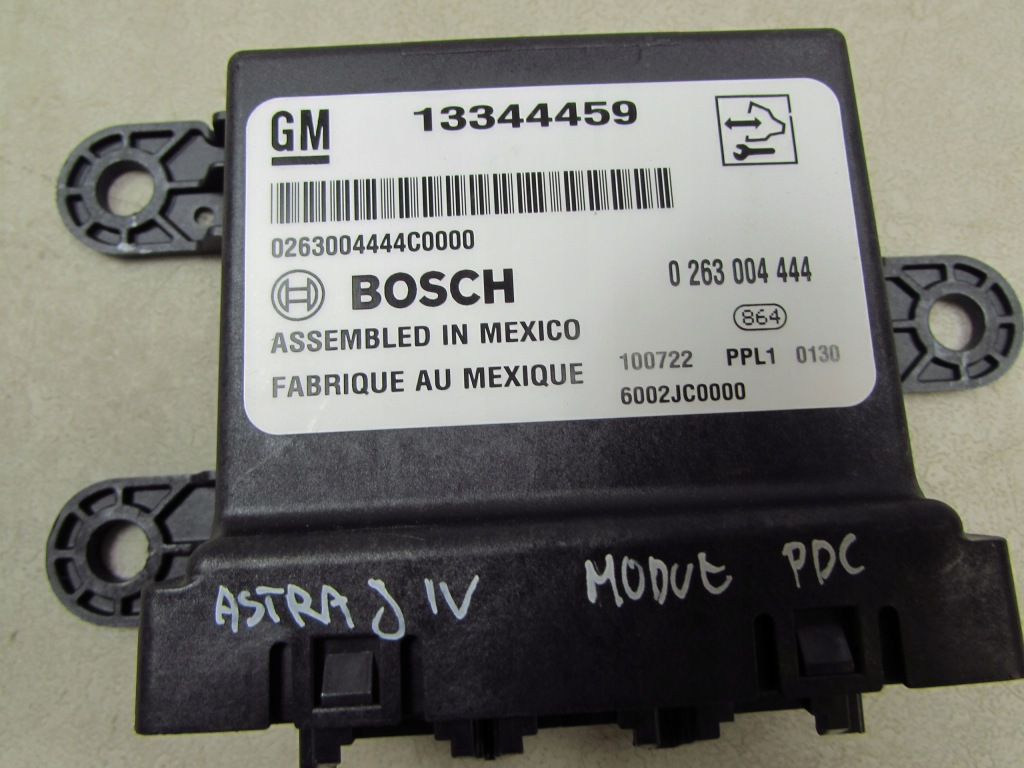 GM 13344459
0263004444C0000
BOSCH 0 263 004 444
864
ASSEMBLED IN MEXICO
FABRIQUE AU MEXIQUE
100722 PPL1 0130
6002JC0000
ASTRA J IV MODUŁ PDC